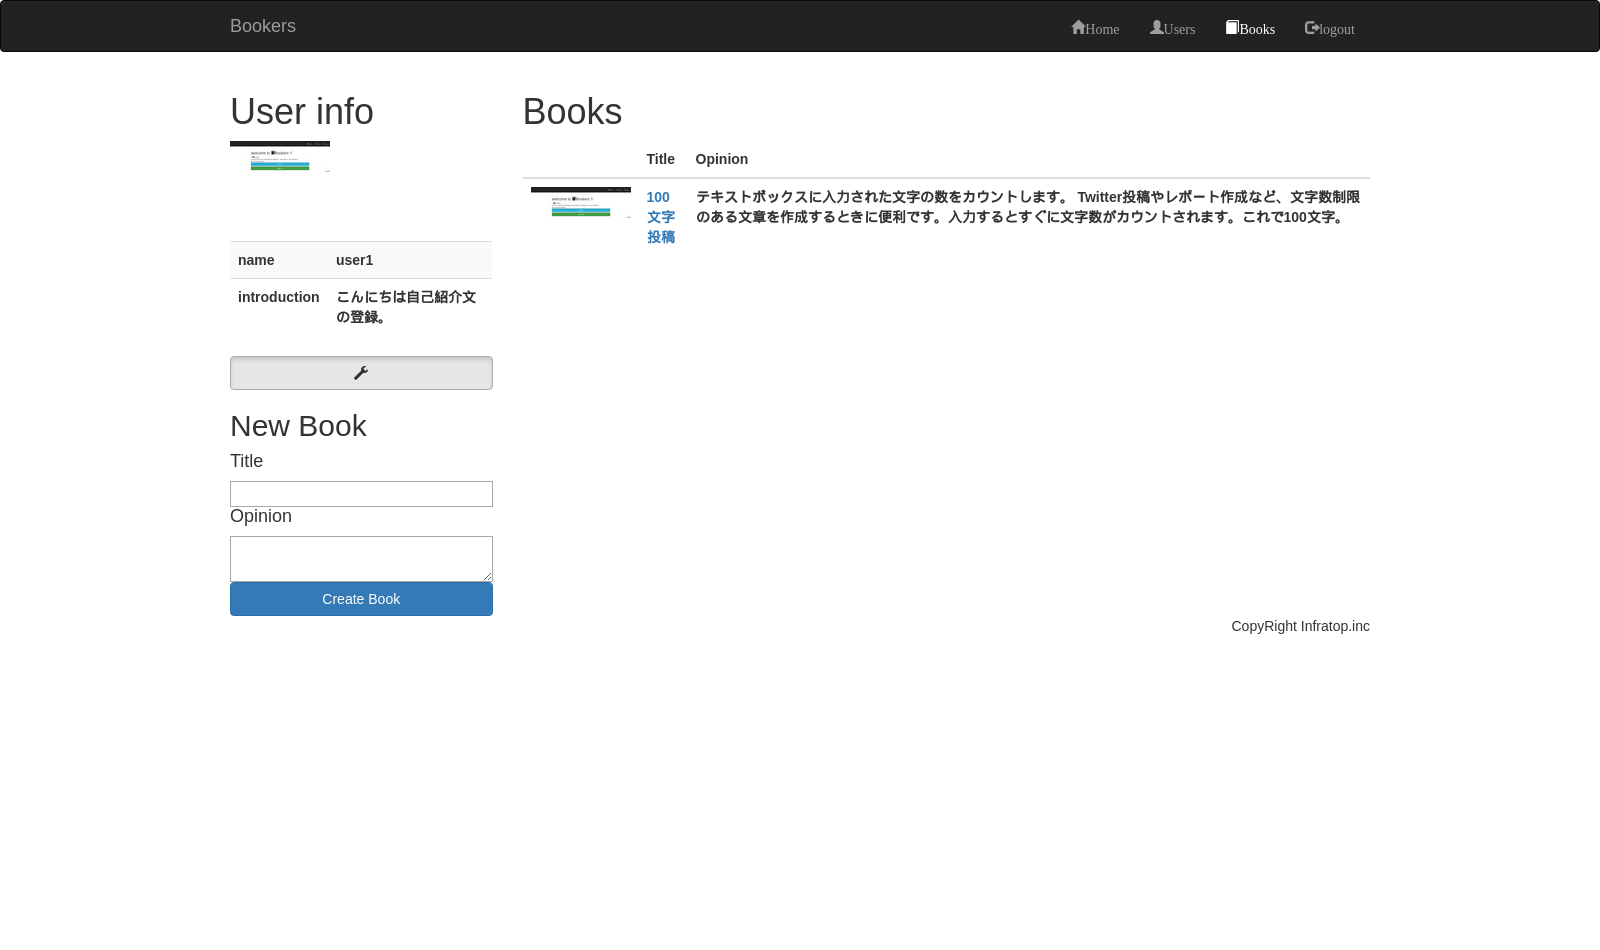 Bookers
Home Users Books logout
User info
welcome to Bookers !!
name user1
introduction こんにちは自己紹介文
の登録。
New Book
Title
Opinion
Create Book
Books
Title Opinion
welcome to Bookers !!
100 テキストボックスに入力された文字の数をカウントします。 Twitter投稿やレポート作成など、文字数制限
文字 のある文章を作成するときに便利です。入力するとすぐに文字数がカウントされます。これで100文字。
投稿
CopyRight Infratop.inc